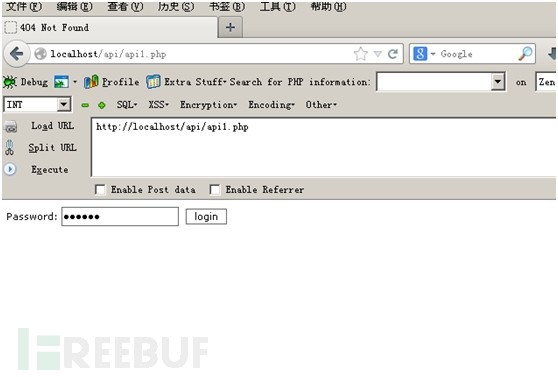 文件(F) 编辑(E) 查看(V) 历史(S) 书签(B) 工具(T) 帮助(H)
404 Not Found
localhost/api/api1.php
Google
Debug Profile Extra Stuff Search for PHP information: on Zen
INT SQL XSS Encryption Encoding Other
Load URL
http://localhost/api/api1.php
Split URL
Execute
Enable Post data Enable Referrer
Password: login
FREEBUF